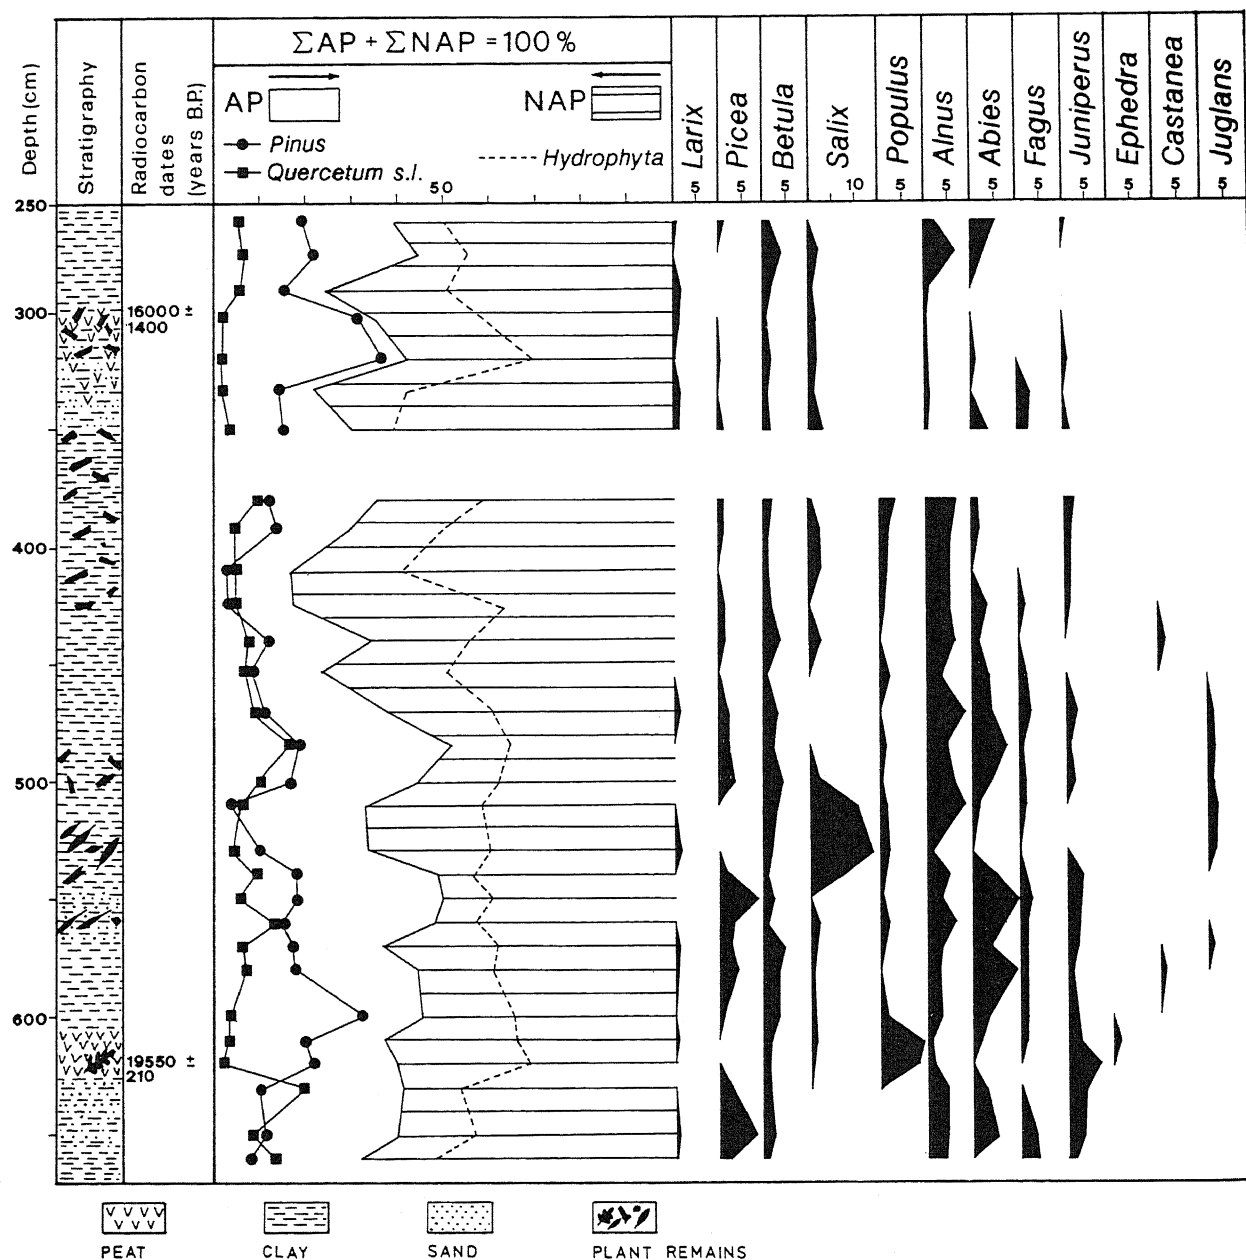 Depth (cm)
Stratigraphy
Radiocarbon
dates
(years B.P.)
ΣAP + ΣNAP = 100 %
AP
NAP
Pinus
Quercetum s.l.
Hydrophyta
50
Larix
Picea
Betula
Salix
Populus
Alnus
Abies
Fagus
Juniperus
Ephedra
Castanea
Juglans
5 5 5 10 5 5 5 5 5 5 5 5
250
300
16000 ±
1400
400
500
600
19550 ±
210
PEAT CLAY SAND PLANT REMAINS